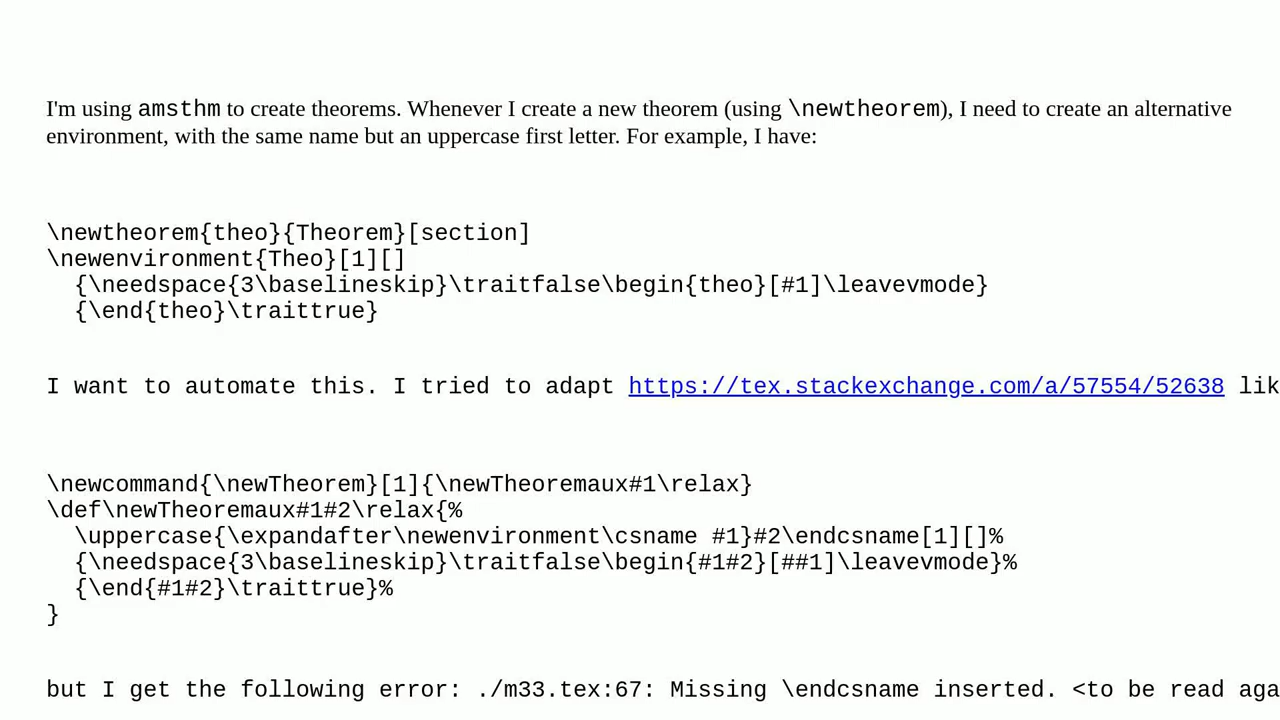 I'm using amsthm to create theorems. Whenever I create a new theorem (using \newtheorem), I need to create an alternative
environment, with the same name but an uppercase first letter. For example, I have:
\newtheorem{theo}{Theorem}[section]
\newenvironment{Theo}[1][]
  {\needspace{3\baselineskip}\traitfalse\begin{theo}[#1]\leavevmode}
  {\end{theo}\traittrue}
I want to automate this. I tried to adapt https://tex.stackexchange.com/a/57554/52638 lik
\newcommand{\newTheorem}[1]{\newTheoremaux#1\relax}
\def\newTheoremaux#1#2\relax{%
  \uppercase{\expandafter\newenvironment\csname #1}#2\endcsname[1][]%
  {\needspace{3\baselineskip}\traitfalse\begin{#1#2}[##1]\leavevmode}%
  {\end{#1#2}\traittrue}%
}
but I get the following error: ./m33.tex:67: Missing \endcsname inserted. <to be read aga